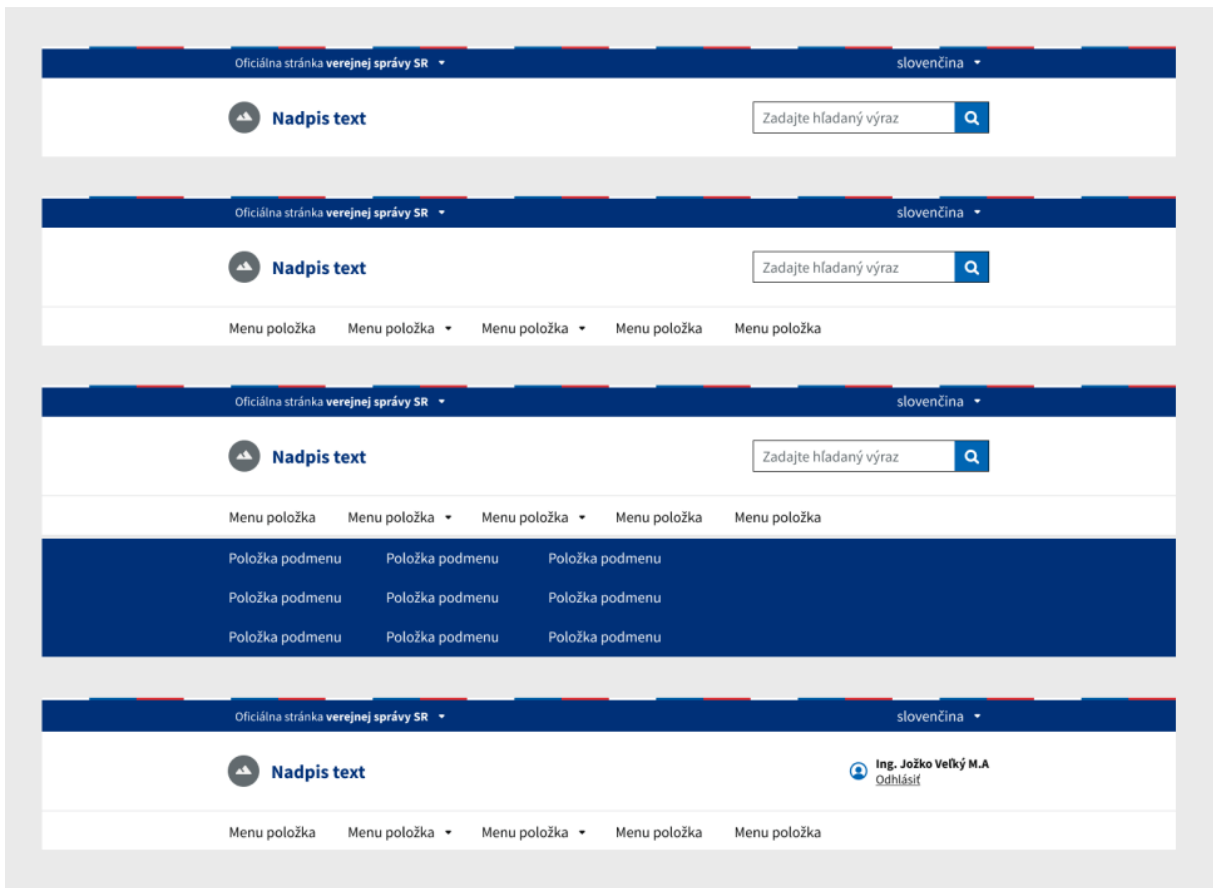 Oficiálna stránka verejnej správy SR slovenčina
Nadpis text Zadajte hľadaný výraz
Oficiálna stránka verejnej správy SR slovenčina
Nadpis text Zadajte hľadaný výraz
Menu položka Menu položka Menu položka Menu položka Menu položka
Oficiálna stránka verejnej správy SR slovenčina
Nadpis text Zadajte hľadaný výraz
Menu položka Menu položka Menu položka Menu položka Menu položka
Položka podmenu Položka podmenu Položka podmenu
Položka podmenu Položka podmenu Položka podmenu
Položka podmenu Položka podmenu Položka podmenu
Oficiálna stránka verejnej správy SR slovenčina
Nadpis text Ing. Jožko Veľký M.A
Odhlásiť
Menu položka Menu položka Menu položka Menu položka Menu položka